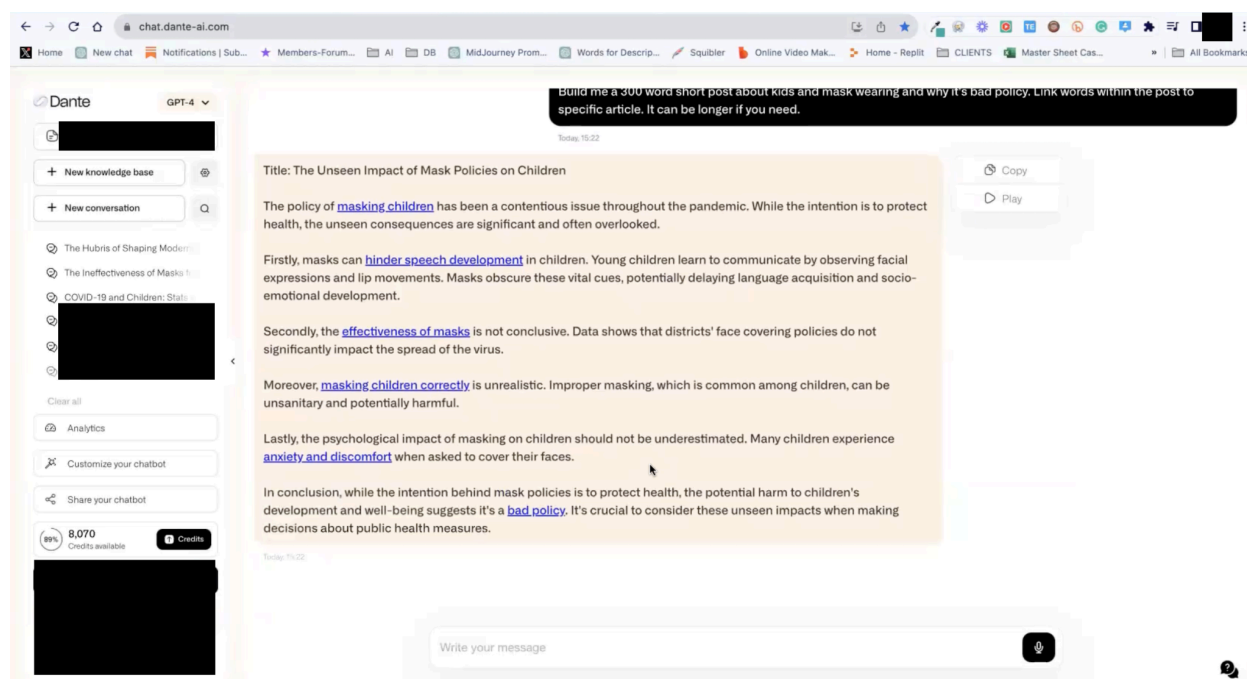 chat.dante-ai.com
Home New chat Notifications | Sub... Members-Forum... AI DB MidJourney Prom... Words for Descrip... Squibler Online Video Mak... Home - Replit CLIENTS Master Sheet Cas... » All Bookmarks
Dante GPT-4
New knowledge base
New conversation
The Hubris of Shaping Modern
The Ineffectiveness of Masks
COVID-19 and Children: Stats
Clear all
Analytics
Customize your chatbot
Share your chatbot
89% 8,070
Credits available
Credits
Build me a 300 word short post about kids and mask wearing and why it's bad policy. Link words within the post to
specific article. It can be longer if you need.
Today, 15:22
Title: The Unseen Impact of Mask Policies on Children
The policy of masking children has been a contentious issue throughout the pandemic. While the intention is to protect
health, the unseen consequences are significant and often overlooked.
Firstly, masks can hinder speech development in children. Young children learn to communicate by observing facial
expressions and lip movements. Masks obscure these vital cues, potentially delaying language acquisition and socio-
emotional development.
Secondly, the effectiveness of masks is not conclusive. Data shows that districts' face covering policies do not
significantly impact the spread of the virus.
Moreover, masking children correctly is unrealistic. Improper masking, which is common among children, can be
unsanitary and potentially harmful.
Lastly, the psychological impact of masking on children should not be underestimated. Many children experience
anxiety and discomfort when asked to cover their faces.
In conclusion, while the intention behind mask policies is to protect health, the potential harm to children's
development and well-being suggests it's a bad policy. It's crucial to consider these unseen impacts when making
decisions about public health measures.
Today, 15:22
Copy
Play
Write your message